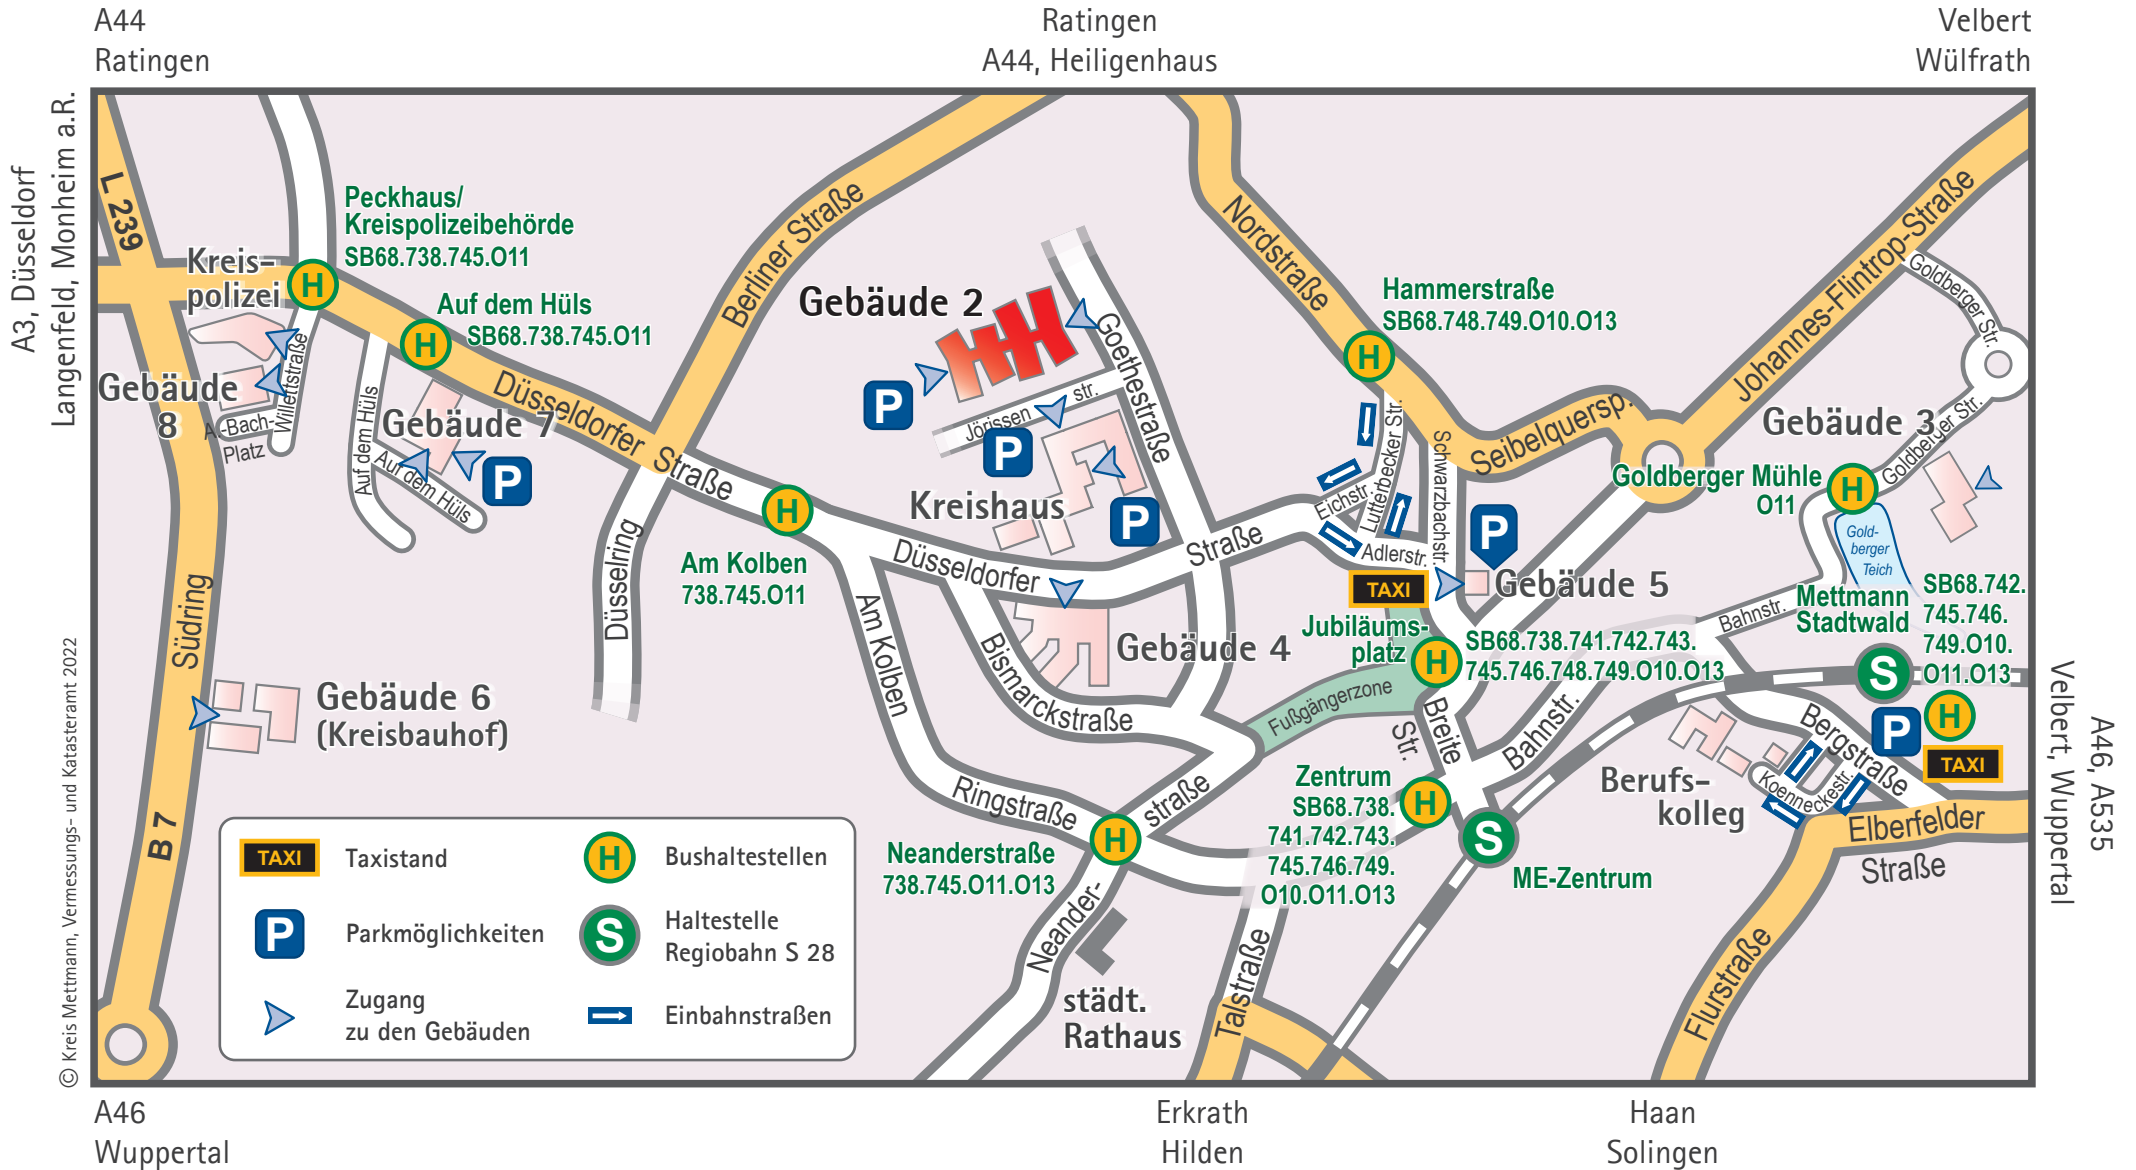 A44
Ratingen
Ratingen
A44, Heiligenhaus
Velbert
Wülfrath
A3, Düsseldorf
Langenfeld, Monheim a.R.
L 239
Peckhaus/
Kreispolizeibehörde
SB68.738.745.O11
Kreis-
polizei
H
Auf dem Hüls
SB68.738.745.O11
H
Gebäude
8
A.-Bach-
Platz
Willettstraße
Auf dem Hüls
Gebäude 7
Auf dem Hüls
P
Düsseldorfer Straße
Berliner Straße
Düsselring
H
Am Kolben
738.745.O11
Gebäude 2
P
Jörissen str.
P
Goethestraße
Kreishaus
P
Düsseldorfer Straße
Nordstraße
Hammerstraße
SB68.748.749.O10.O13
H
Eichstr.
Lutterbecker Str.
Adlerstr.
Schwarzbachstr.
Seibelquersp.
Johannes-Flintrop-Straße
Goldberger Str.
Goldberger Str.
Gebäude 3
Goldberger Mühle
O11
H
Gold-
berger
Teich
P
Gebäude 5
TAXI
Jubiläums-
platz
H
SB68.738.741.742.743.
745.746.748.749.O10.O13
Bahnstr.
Mettmann
Stadtwald
SB68.742.
745.746.
749.O10.
O11.O13
S
H
P
TAXI
Gebäude 4
Am Kolben
Bismarckstraße
Fußgängerzone
Breite
Str.
Bahnstr.
Bergstraße
Koenneckestr.
Berufs-
kolleg
Elberfelder
Straße
Flurstraße
Zentrum
SB68.738.
741.742.743.
745.746.749.
O10.O11.O13
H
S
ME-Zentrum
Ringstraße
H
Neanderstraße
738.745.O11.O13
Neander-
straße
städt.
Rathaus
Talstraße
Südring
B 7
Gebäude 6
(Kreisbauhof)
TAXI
Taxistand
H
Bushaltestellen
P
Parkmöglichkeiten
S
Haltestelle
Regiobahn S 28
Zugang
zu den Gebäuden
Einbahnstraßen
© Kreis Mettmann, Vermessungs- und Katasteramt 2022
A46, A535
Velbert, Wuppertal
A46
Wuppertal
Erkrath
Hilden
Haan
Solingen